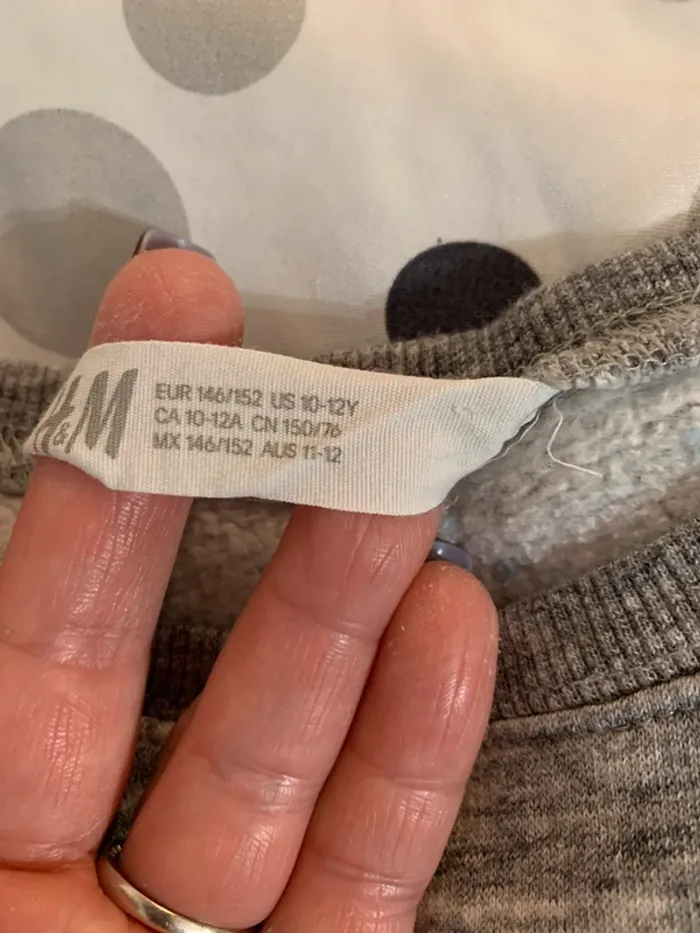 H&M
EUR 146/152 US 10-12Y
CA 10-12A CN 150/76
MX 146/152 AUS 11-12